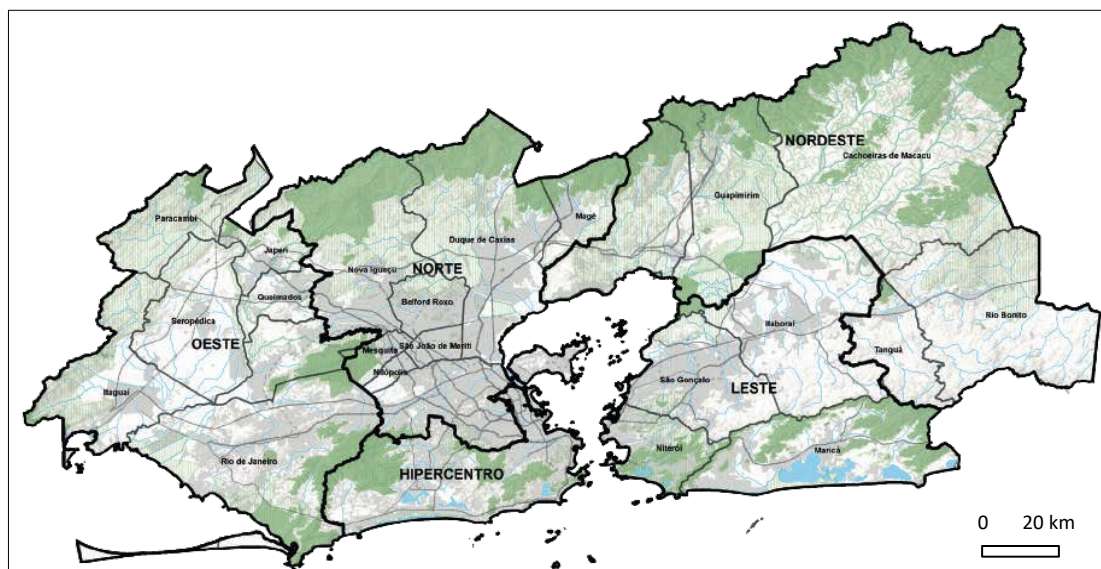 NORDESTE
Cachoeiras de Macacu
Guapimirim
Paracambi
Magé
Duque de Caxias
Japeri
Nova Iguaçu
NORTE
Queimados
Belford Roxo
Rio Bonito
Seropédica
Itaboraí
OESTE
São João de Meriti
Mesquita
Tanguá
Nilópolis
São Gonçalo
LESTE
Itaguaí
Niterói
Maricá
Rio de Janeiro
HIPERCENTRO
0 20 km